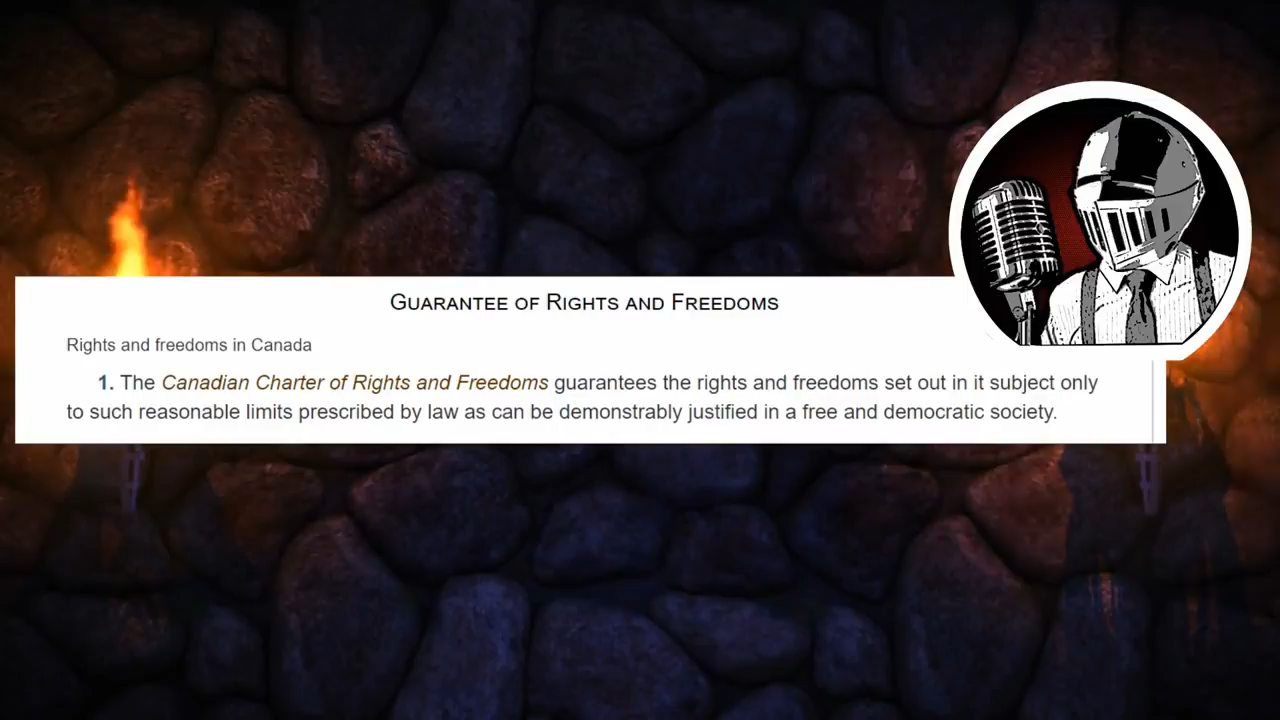 GUARANTEE OF RIGHTS AND FREEDOMS
Rights and freedoms in Canada
1. The Canadian Charter of Rights and Freedoms guarantees the rights and freedoms set out in it subject only
to such reasonable limits prescribed by law as can be demonstrably justified in a free and democratic society.